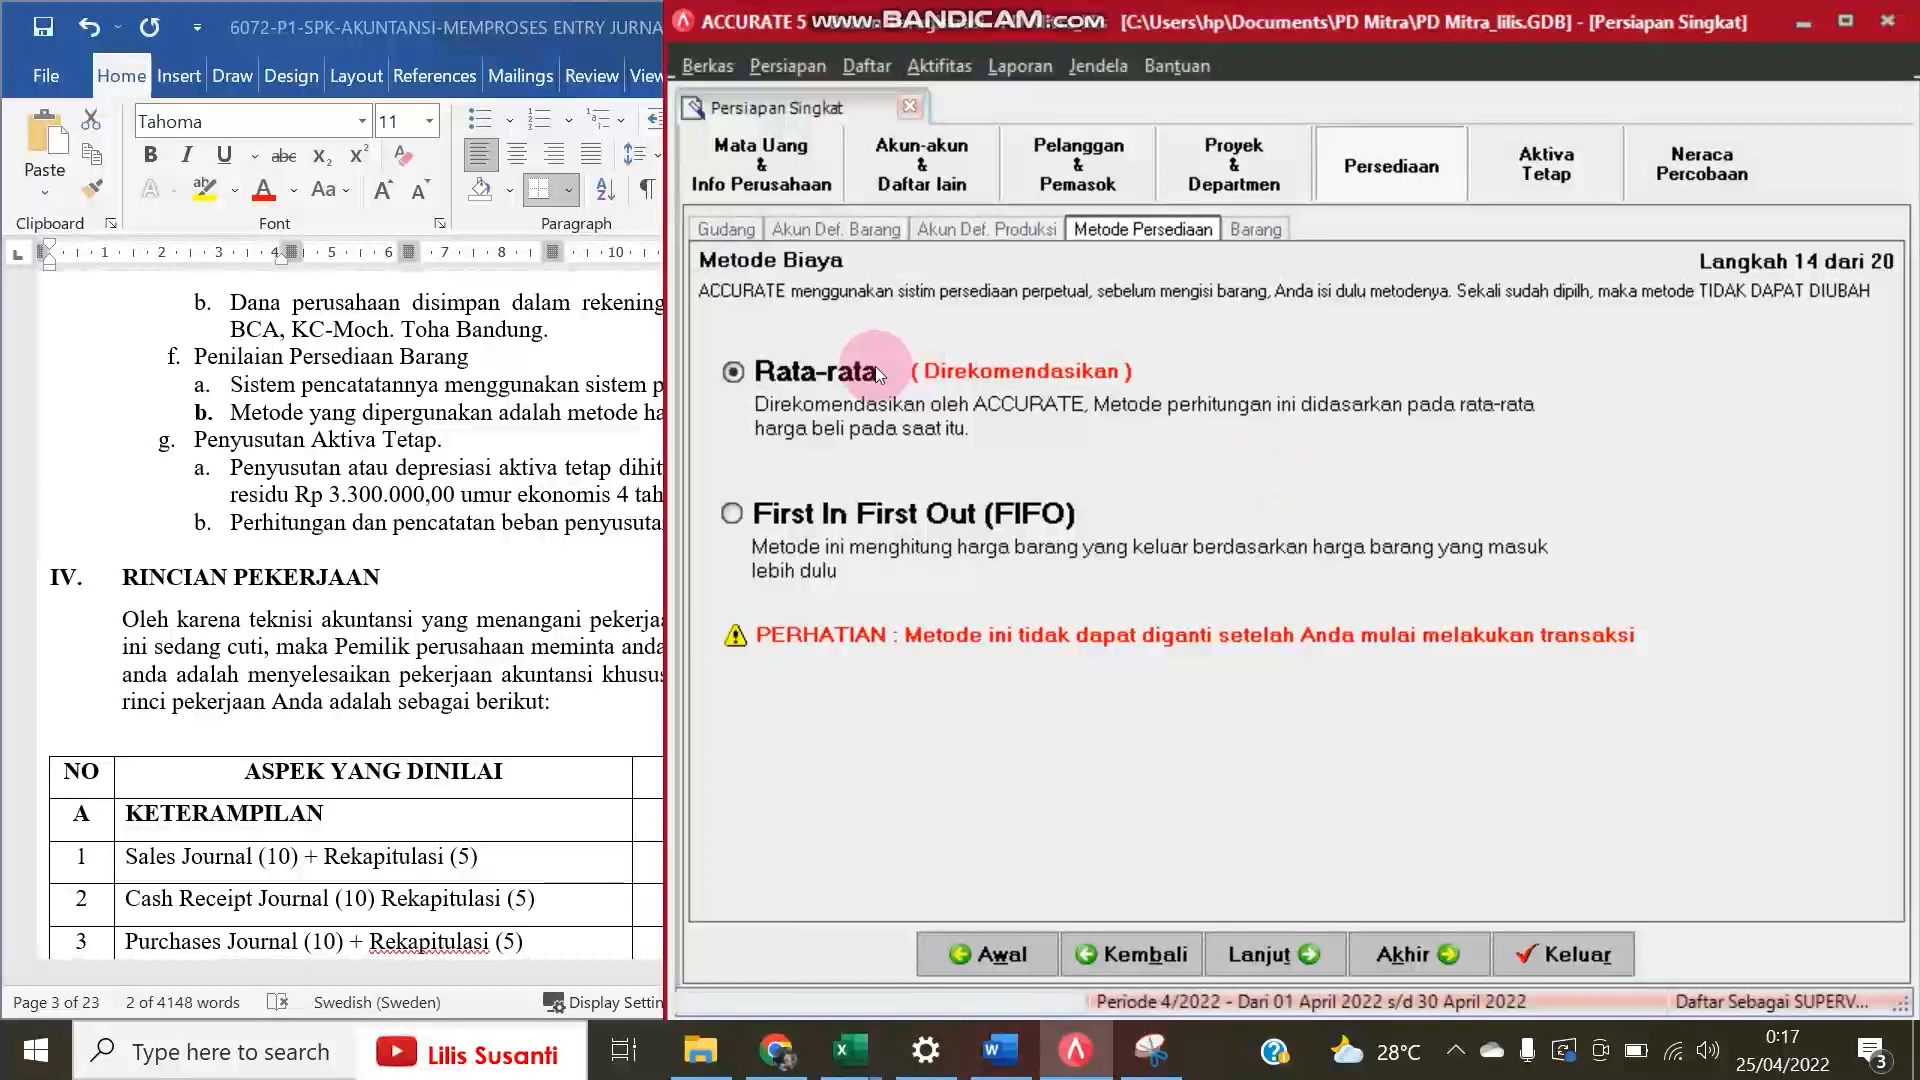 6072-P1-SPK-AKUNTANSI-MEMPROSES ENTRY JURNA
File Home Insert Draw Design Layout References Mailings Review View
Tahoma 11
Paste
Clipboard Font Paragraph
1 2 3 4 5 6 7 8 10
b. Dana perusahaan disimpan dalam rekening
BCA, KC-Moch. Toha Bandung.
f. Penilaian Persediaan Barang
a. Sistem pencatatannya menggunakan sistem p
b. Metode yang dipergunakan adalah metode ha
g. Penyusutan Aktiva Tetap.
a. Penyusutan atau depresiasi aktiva tetap dihit
residu Rp 3.300.000,00 umur ekonomis 4 tah
b. Perhitungan dan pencatatan beban penyusuta
IV. RINCIAN PEKERJAAN
Oleh karena teknisi akuntansi yang menangani pekerja
ini sedang cuti, maka Pemilik perusahaan meminta anda
anda adalah menyelesaikan pekerjaan akuntansi khusus
rinci pekerjaan Anda adalah sebagai berikut:
NO ASPEK YANG DINILAI
A KETERAMPILAN
1 Sales Journal (10) + Rekapitulasi (5)
2 Cash Receipt Journal (10) Rekapitulasi (5)
3 Purchases Journal (10) + Rekapitulasi (5)
Page 3 of 23 2 of 4148 words Swedish (Sweden) Display Settin
ACCURATE 5 www.BANDICAM.com [C:\Users\hp\Documents\PD Mitra\PD Mitra_lilis.GDB] - [Persiapan Singkat]
Berkas Persiapan Daftar Aktifitas Laporan Jendela Bantuan
Persiapan Singkat
Mata Uang & Info Perusahaan
Akun-akun & Daftar lain
Pelanggan & Pemasok
Proyek & Departmen
Persediaan
Aktiva Tetap
Neraca Percobaan
Gudang Akun Def. Barang Akun Def. Produksi Metode Persediaan Barang
Metode Biaya Langkah 14 dari 20
ACCURATE menggunakan sistim persediaan perpetual, sebelum mengisi barang, Anda isi dulu metodenya. Sekali sudah dipilh, maka metode TIDAK DAPAT DIUBAH
Rata-rata ( Direkomendasikan )
Direkomendasikan oleh ACCURATE, Metode perhitungan ini didasarkan pada rata-rata
harga beli pada saat itu.
First In First Out (FIFO)
Metode ini menghitung harga barang yang keluar berdasarkan harga barang yang masuk
lebih dulu
PERHATIAN : Metode ini tidak dapat diganti setelah Anda mulai melakukan transaksi
Awal Kembali Lanjut Akhir Keluar
Periode 4/2022 - Dari 01 April 2022 s/d 30 April 2022 Daftar Sebagai SUPERV...
Type here to search Lilis Susanti 28°C 0:17
25/04/2022 3